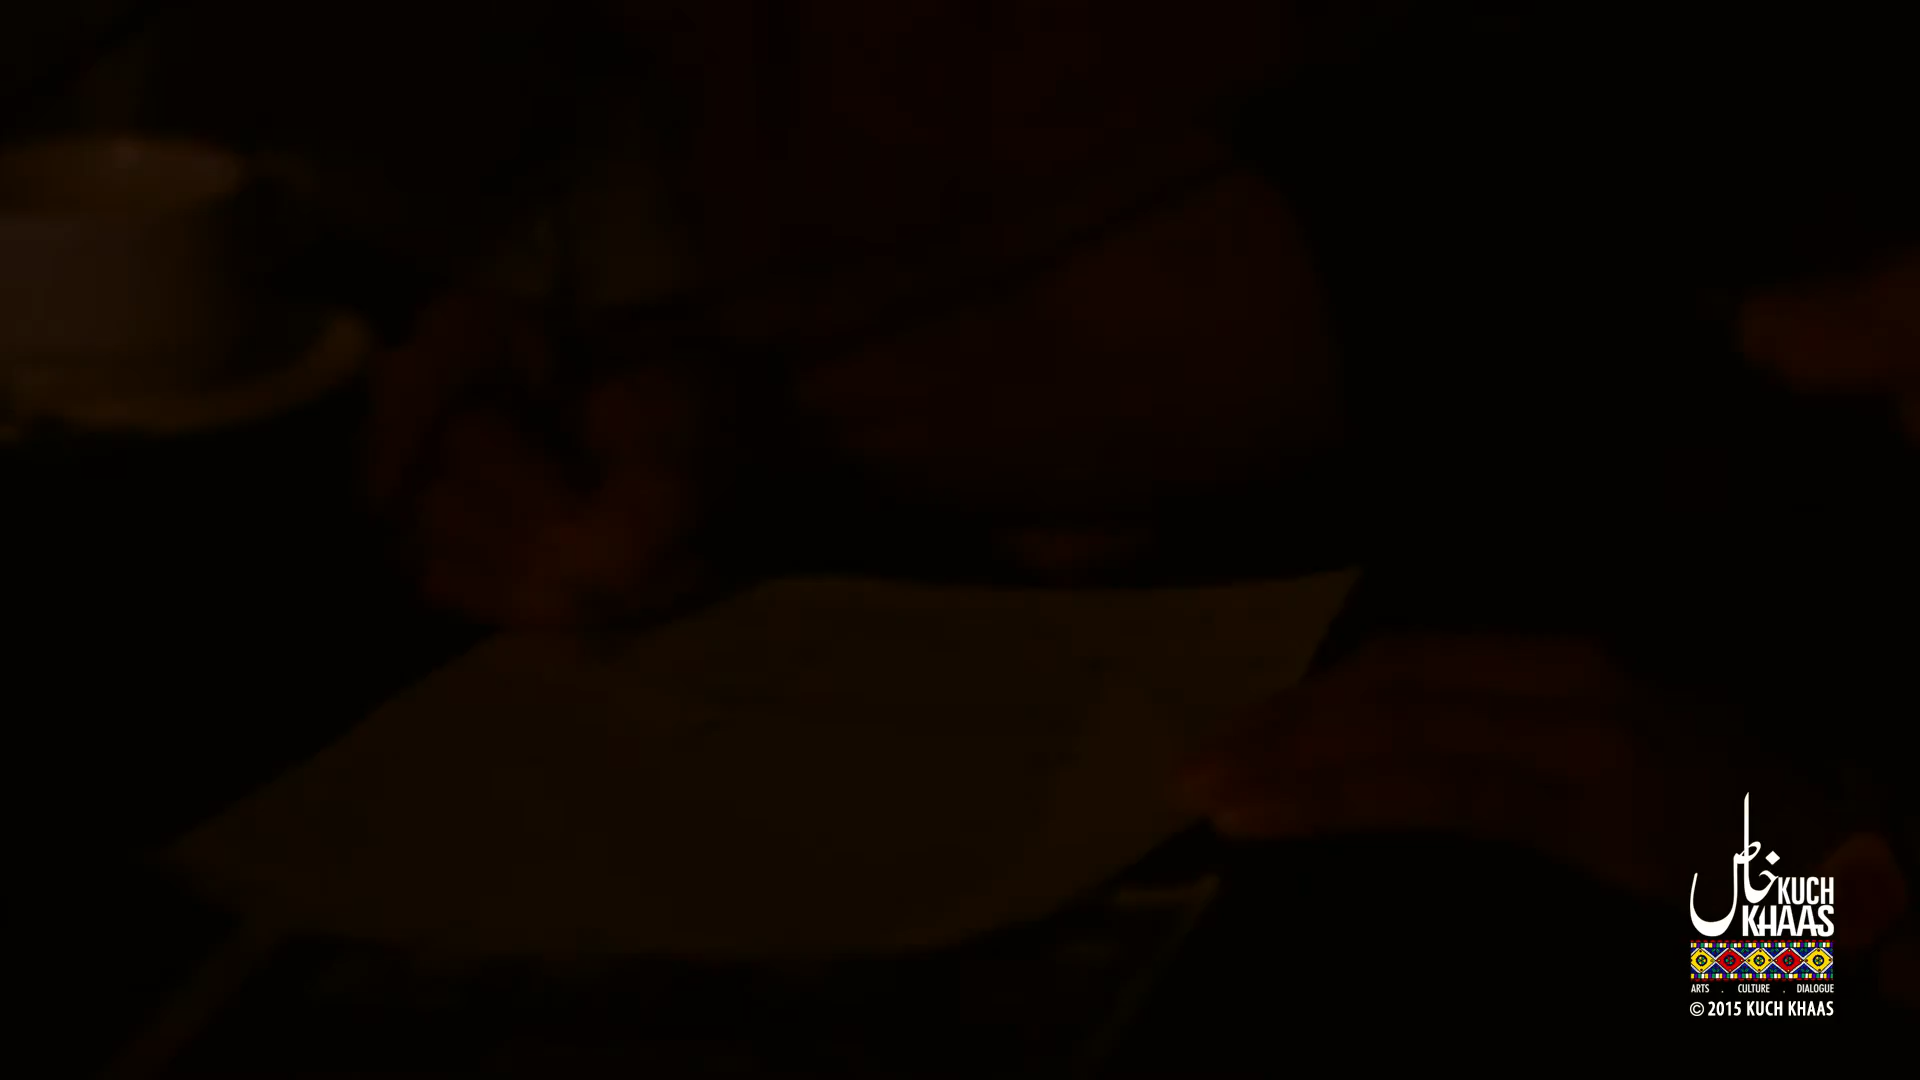 خاص
KUCH
KHAAS
ARTS . CULTURE . DIALOGUE
© 2015 KUCH KHAAS